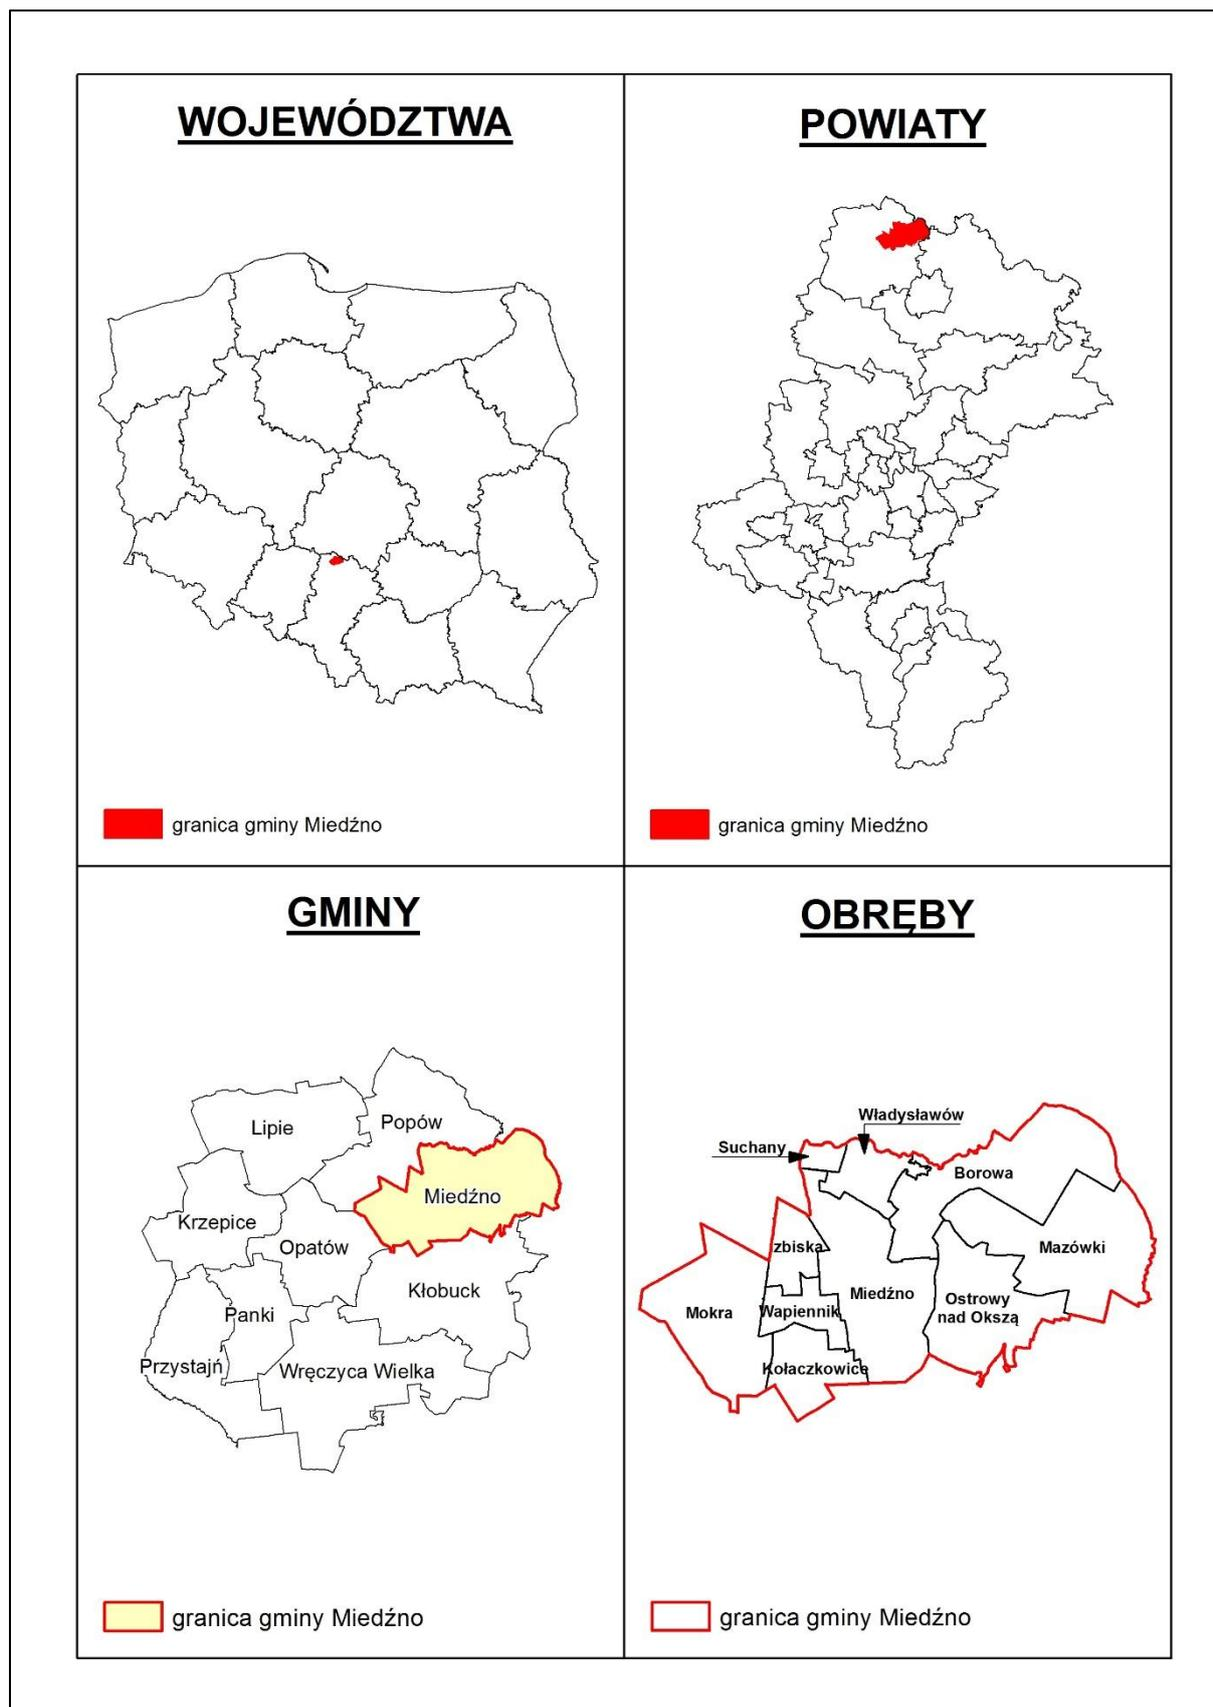 WOJEWÓDZTWA
granica gminy Miedźno
POWIATY
granica gminy Miedźno
GMINY
Lipie
Popów
Miedźno
Krzepice
Opatów
Kłobuck
Panki
Przystajń
Wręczyca Wielka
granica gminy Miedźno
OBRĘBY
Władysławów
Suchany
Borowa
zbiska
Mazówki
Miedźno
Mokra
Wapiennik
Ostrowy
nad Okszą
Kołaczkowice
granica gminy Miedźno